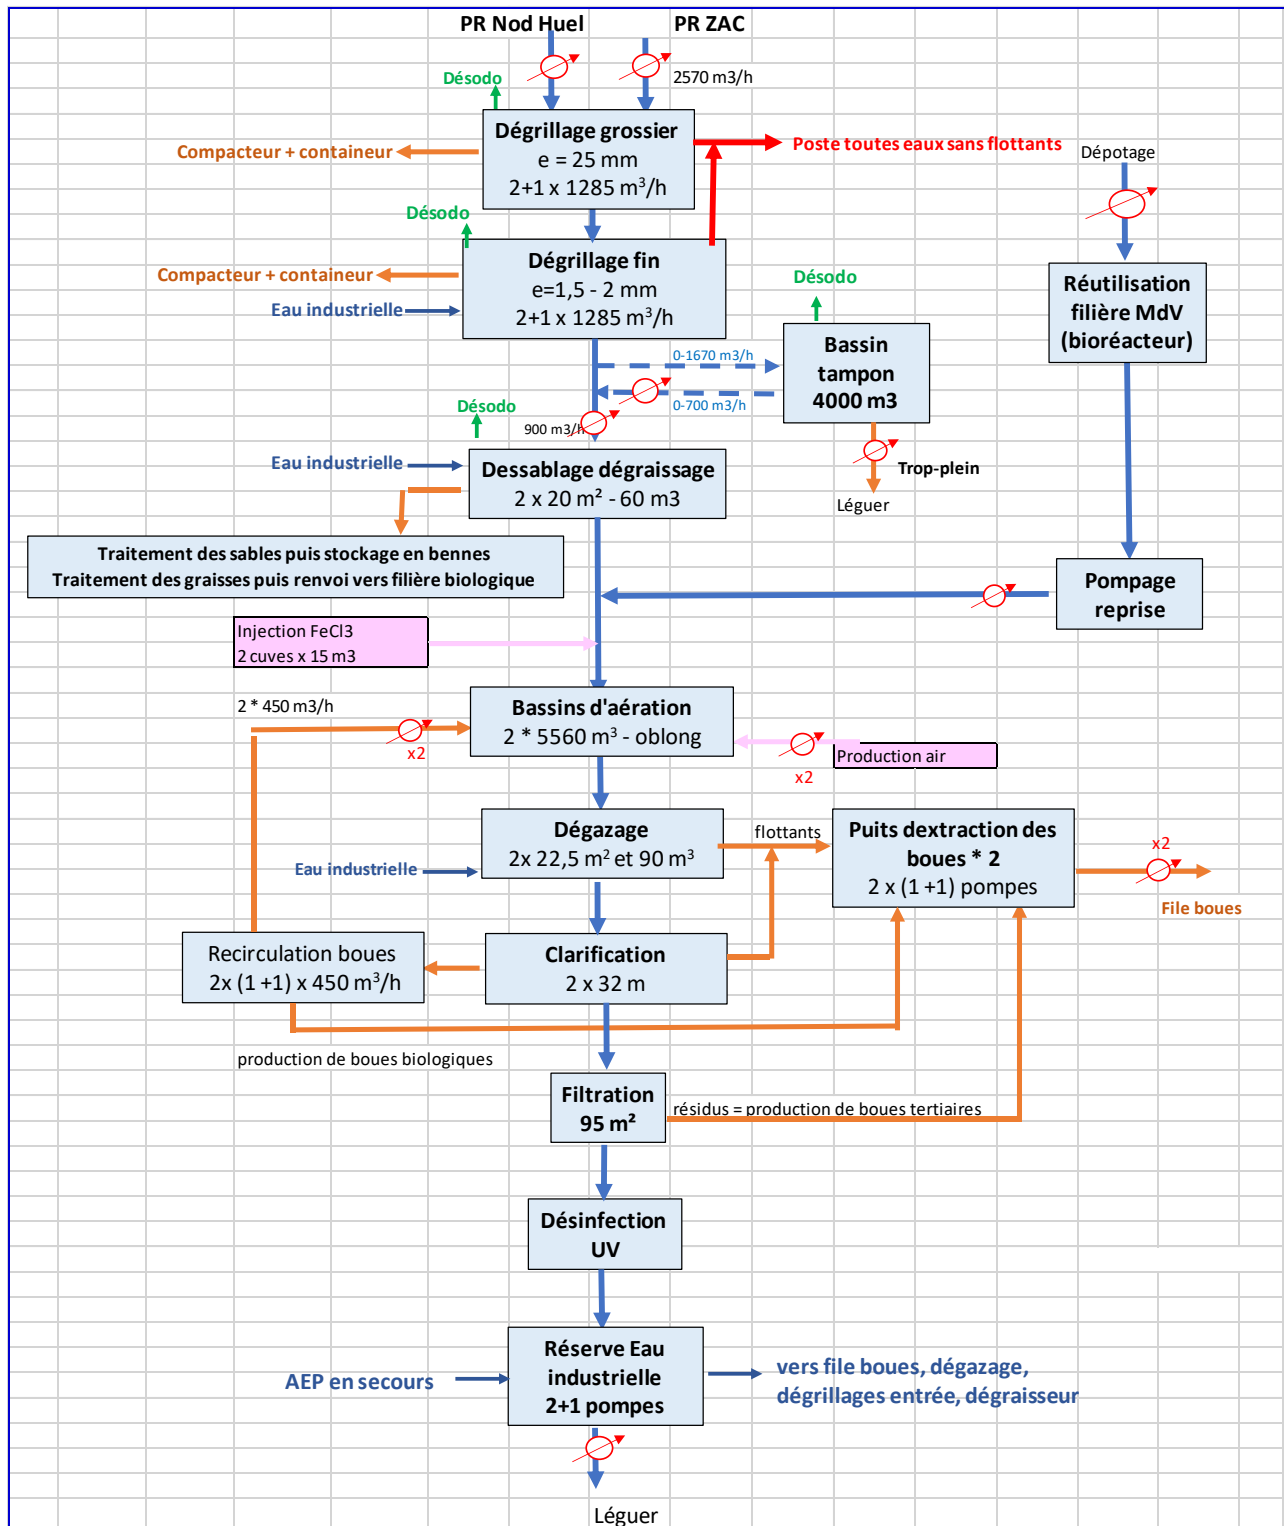 PR Nod Huel
PR ZAC
2570 m3/h
Désodo
Dégrillage grossier
e = 25 mm
2+1 x 1285 m³/h
Compacteur + containeur
Poste toutes eaux sans flottants
Dépotage
Désodo
Dégrillage fin
e=1,5 - 2 mm
2+1 x 1285 m³/h
Compacteur + containeur
Eau industrielle
Désodo
Réutilisation
filière MdV
(bioréacteur)
Bassin
tampon
4000 m3
0-1670 m3/h
0-700 m3/h
Désodo
900 m3/h
Trop-plein
Léguer
Eau industrielle
Dessablage dégraissage
2 x 20 m² - 60 m3
Traitement des sables puis stockage en bennes
Traitement des graisses puis renvoi vers filière biologique
Pompage
reprise
Injection FeCl3
2 cuves x 15 m3
2 * 450 m3/h
x2
Bassins d'aération
2 * 5560 m³ - oblong
Production air
x2
Dégazage
2x 22,5 m² et 90 m³
flottants
Eau industrielle
Puits dextraction des
boues * 2
2 x (1 +1) pompes
x2
File boues
Recirculation boues
2x (1 +1) x 450 m³/h
Clarification
2 x 32 m
production de boues biologiques
Filtration
95 m²
résidus = production de boues tertiaires
Désinfection
UV
Réserve Eau
industrielle
2+1 pompes
AEP en secours
vers file boues, dégazage,
dégrillages entrée, dégraisseur
Léguer